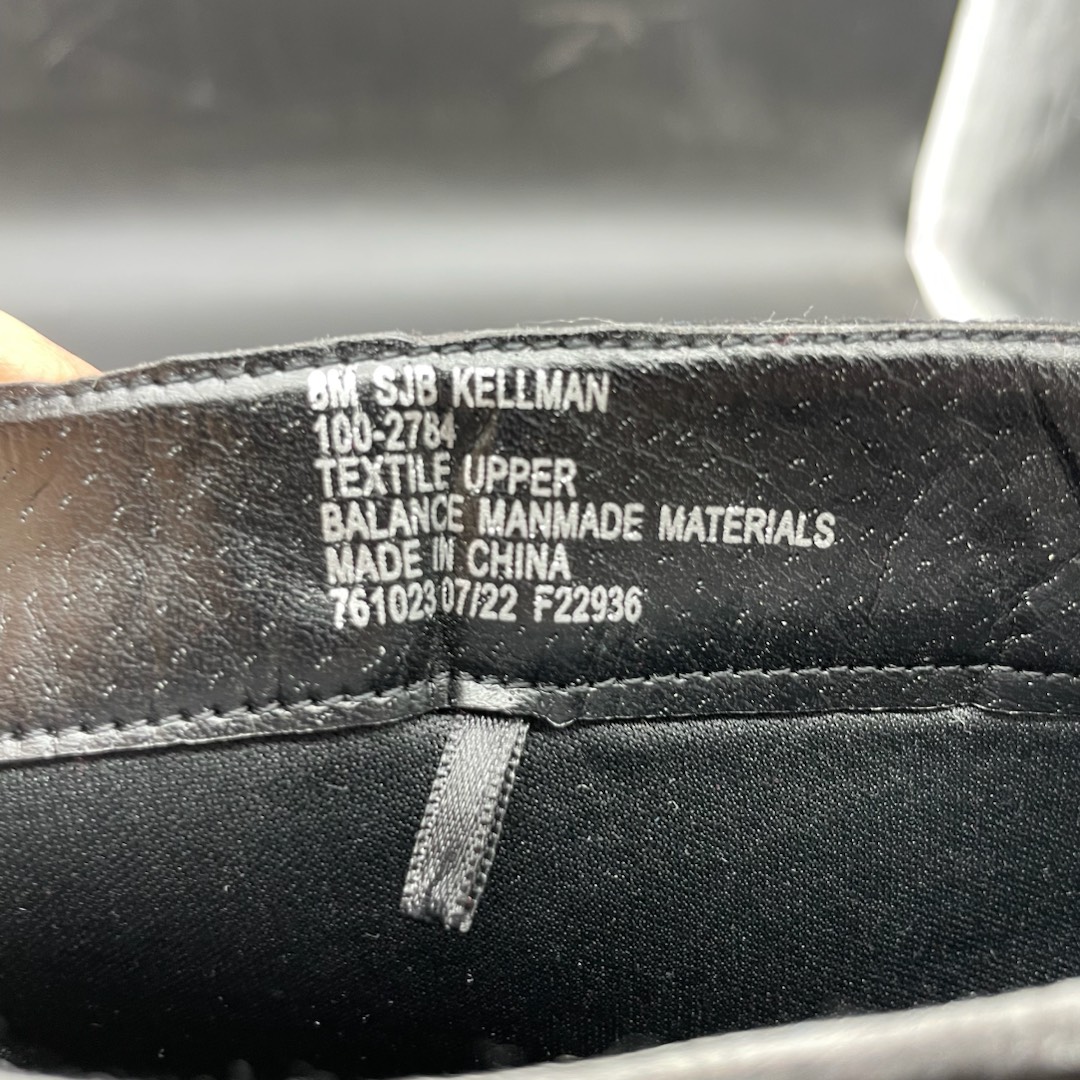 8M SJB KELLMAN
100-2784
TEXTILE UPPER
BALANCE MANMADE MATERIALS
MADE IN CHINA
761023 07/22 F22936